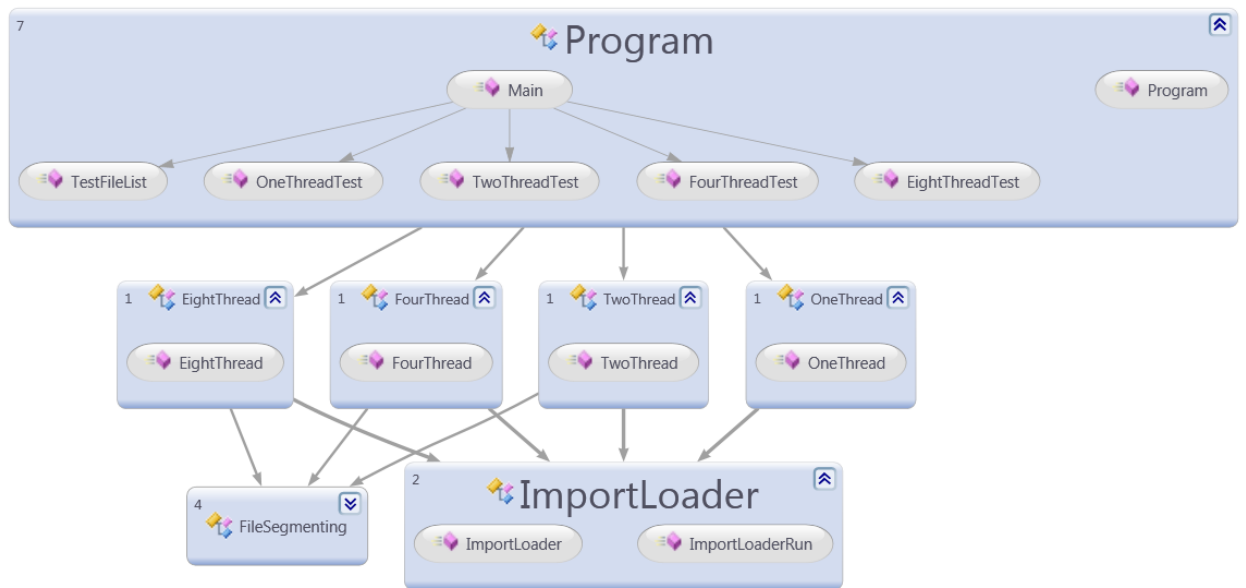 7
Program
Main
Program
TestFileList
OneThreadTest
TwoThreadTest
FourThreadTest
EightThreadTest
1 EightThread
1 FourThread
1 TwoThread
1 OneThread
EightThread
FourThread
TwoThread
OneThread
4
FileSegmenting
2
ImportLoader
ImportLoader
ImportLoaderRun